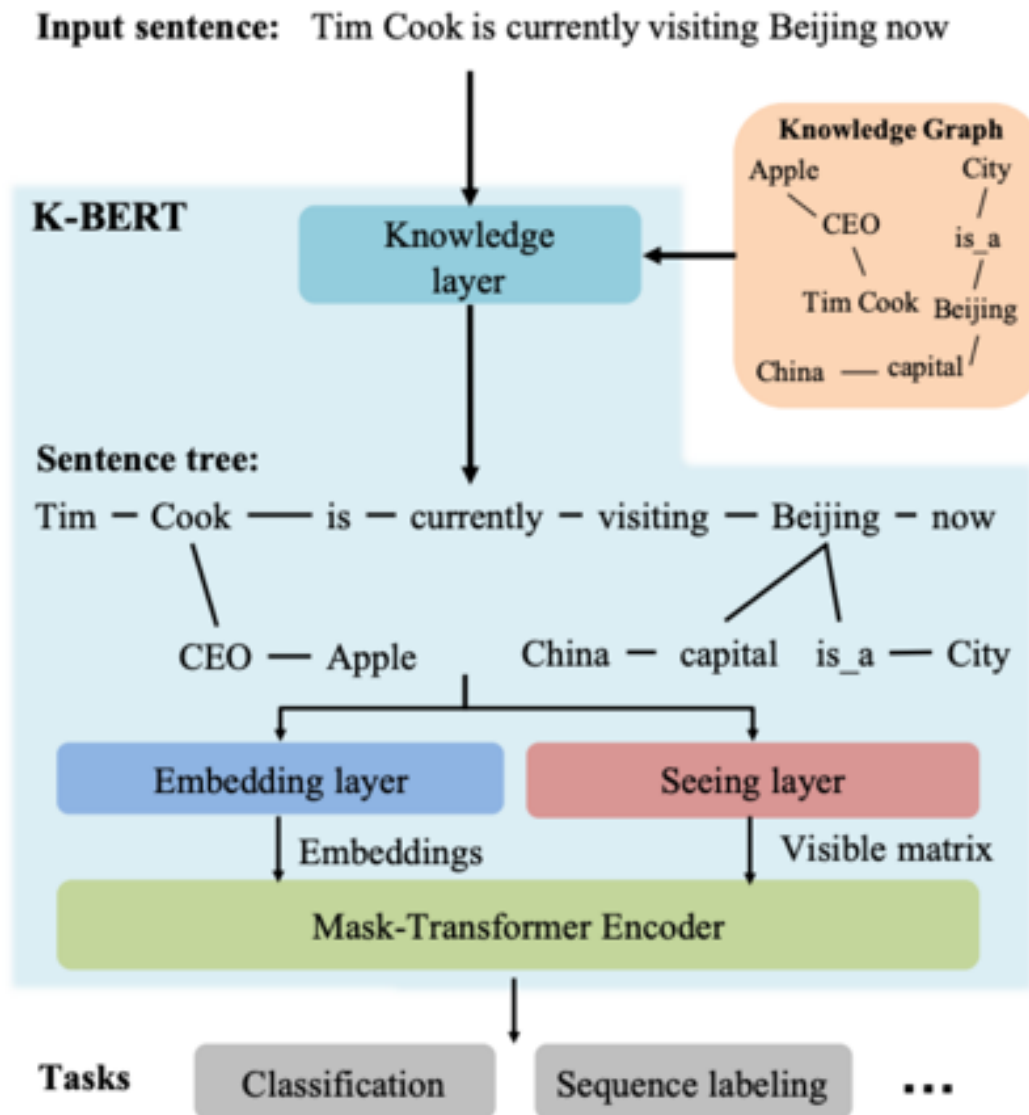 Input sentence: Tim Cook is currently visiting Beijing now
Knowledge Graph
Apple City
CEO is_a
Tim Cook Beijing
China — capital
K-BERT
Knowledge
layer
Sentence tree:
Tim – Cook — is – currently – visiting – Beijing – now
CEO — Apple China – capital is_a — City
Embedding layer Seeing layer
Embeddings Visible matrix
Mask-Transformer Encoder
Tasks Classification Sequence labeling ...